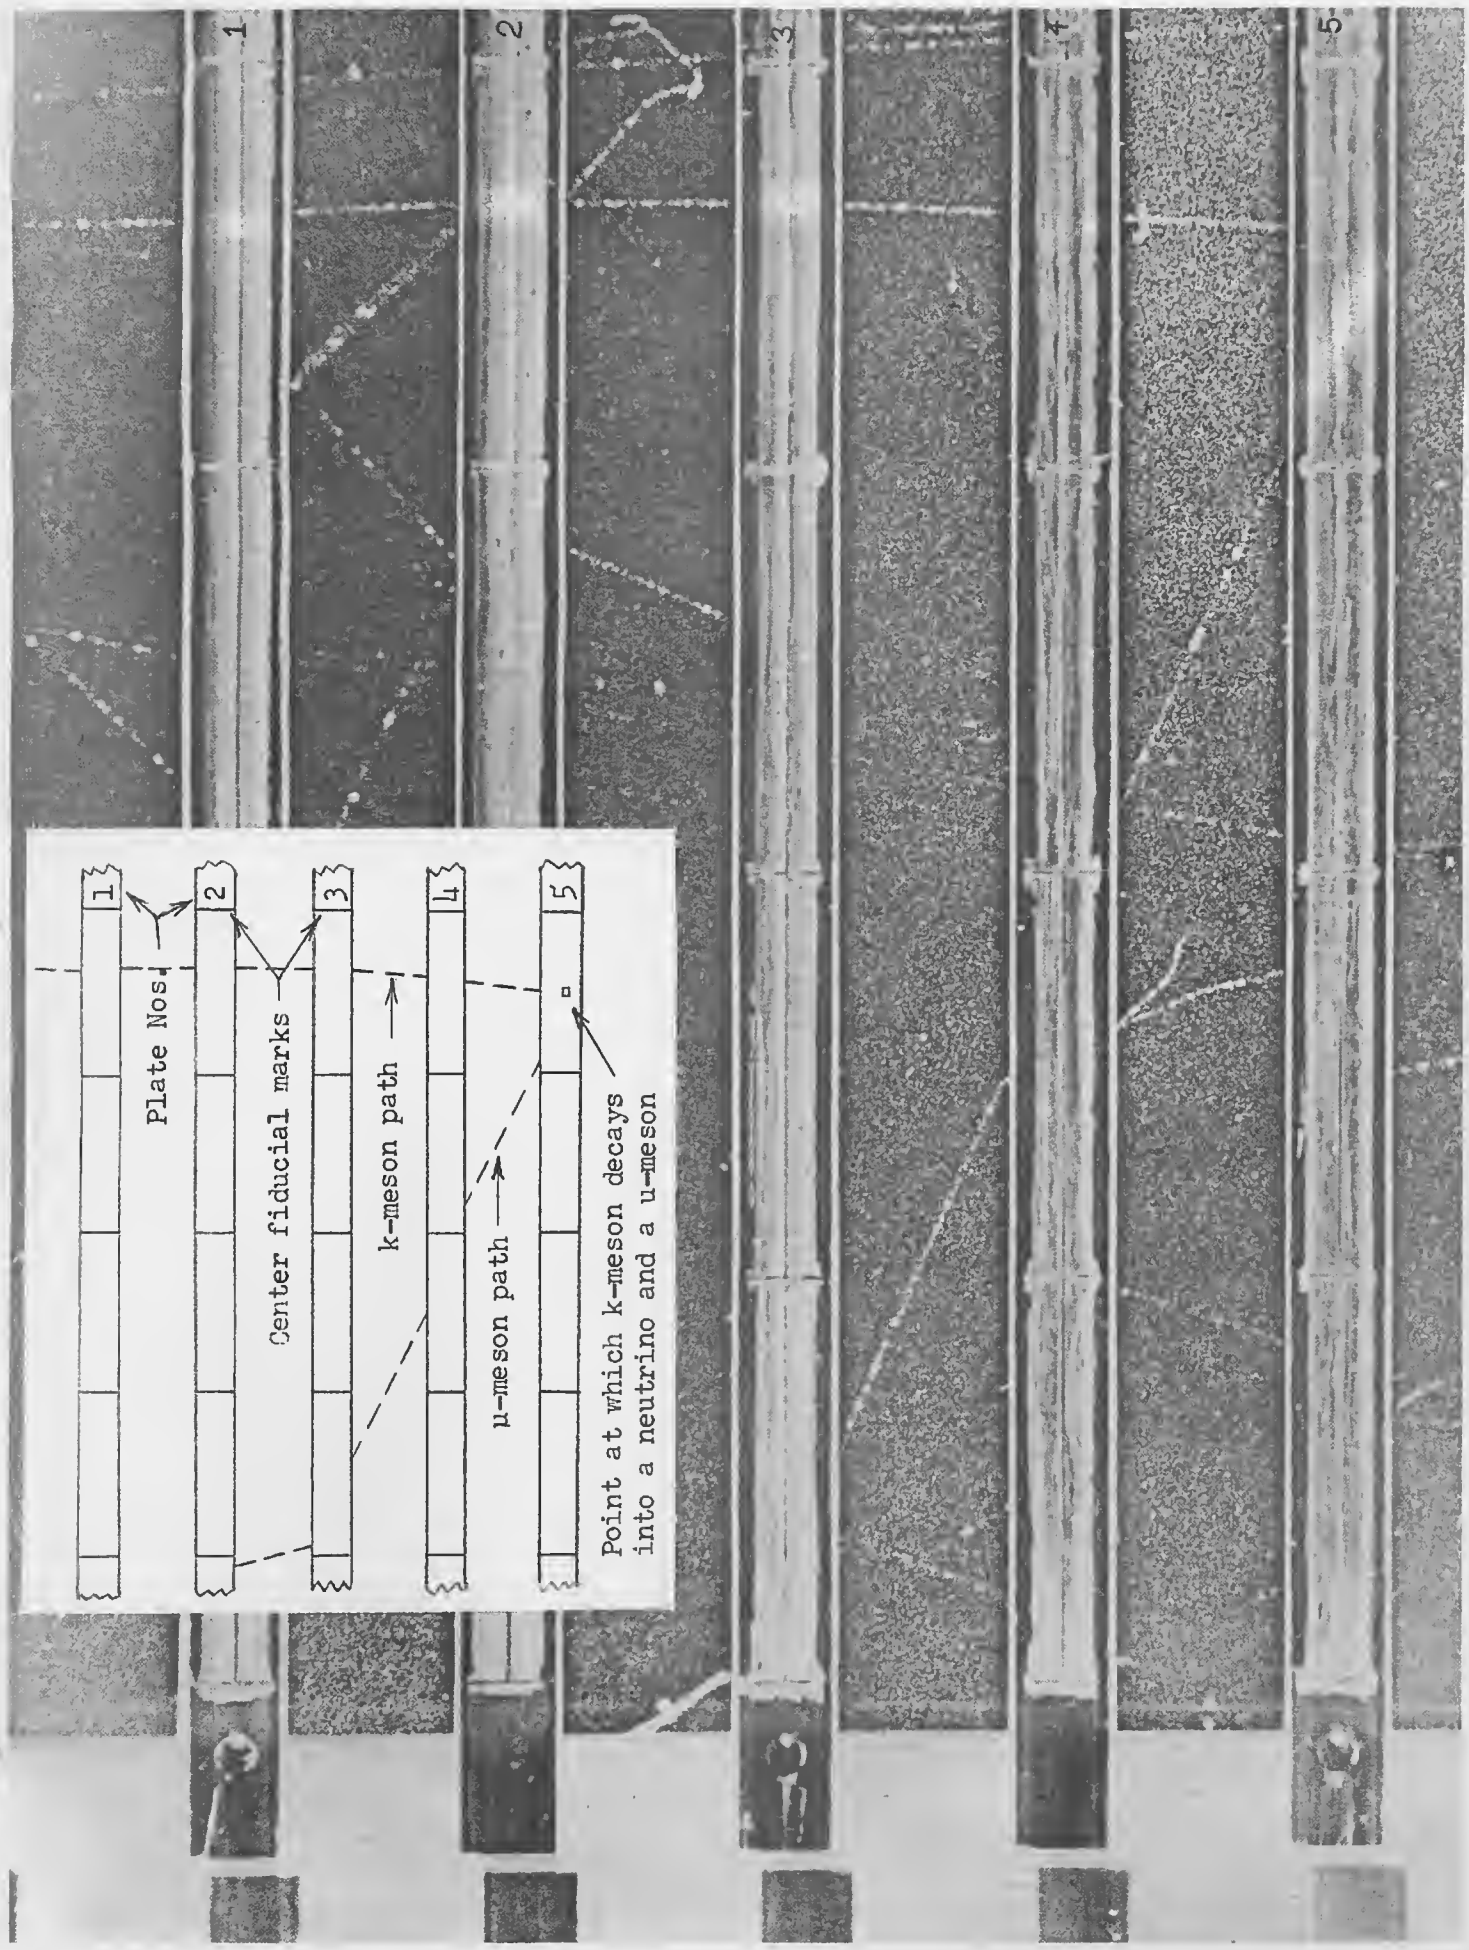 1
2
3
4
5
1
2
3
4
5
Plate Nos.
Center fiducial marks
k-meson path
μ-meson path
Point at which k-meson decays
into a neutrino and a u-meson